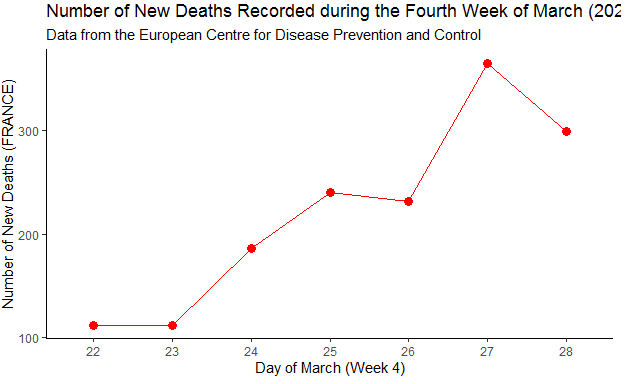 Number of New Deaths Recorded during the Fourth Week of March (202
Data from the European Centre for Disease Prevention and Control
Number of New Deaths (FRANCE)
300
200
100
22 23 24 25 26 27 28
Day of March (Week 4)